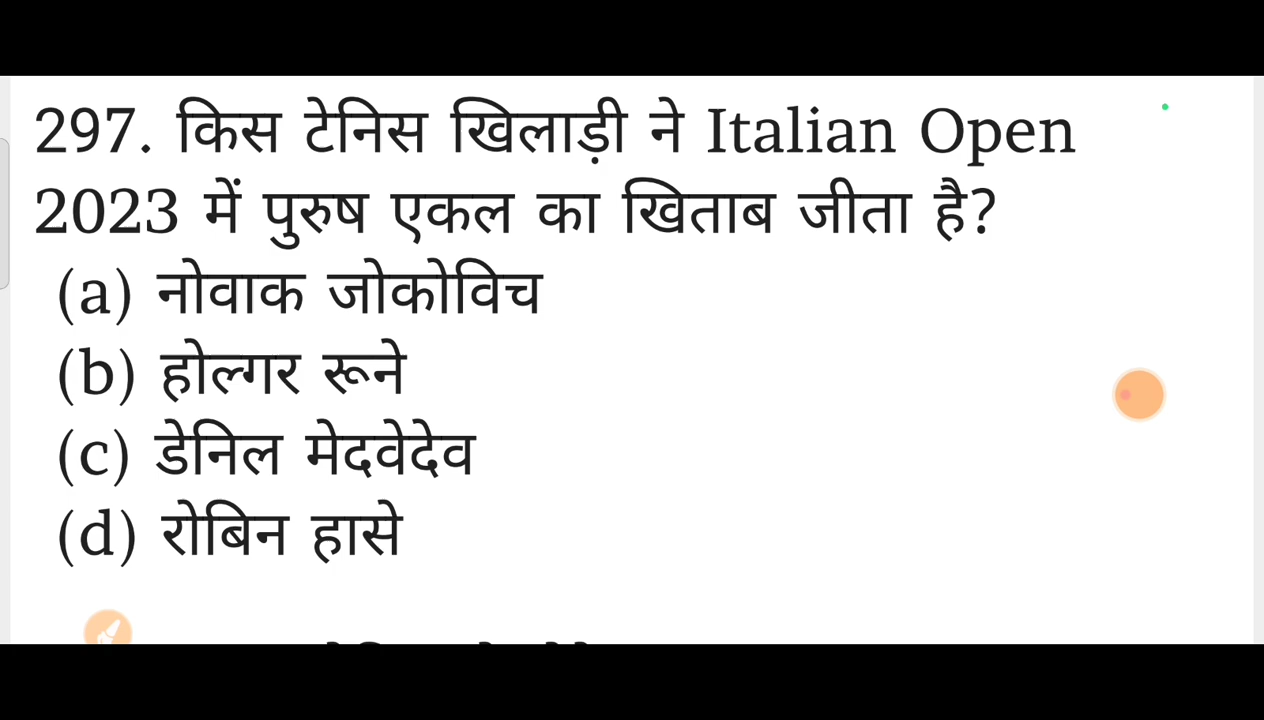 297. किस टेनिस खिलाड़ी ने Italian Open
2023 में पुरुष एकल का खिताब जीता है?
(a) नोवाक जोकोविच
(b) होल्गर रूने
(c) डेनिल मेदवेदेव
(d) रोबिन हासे